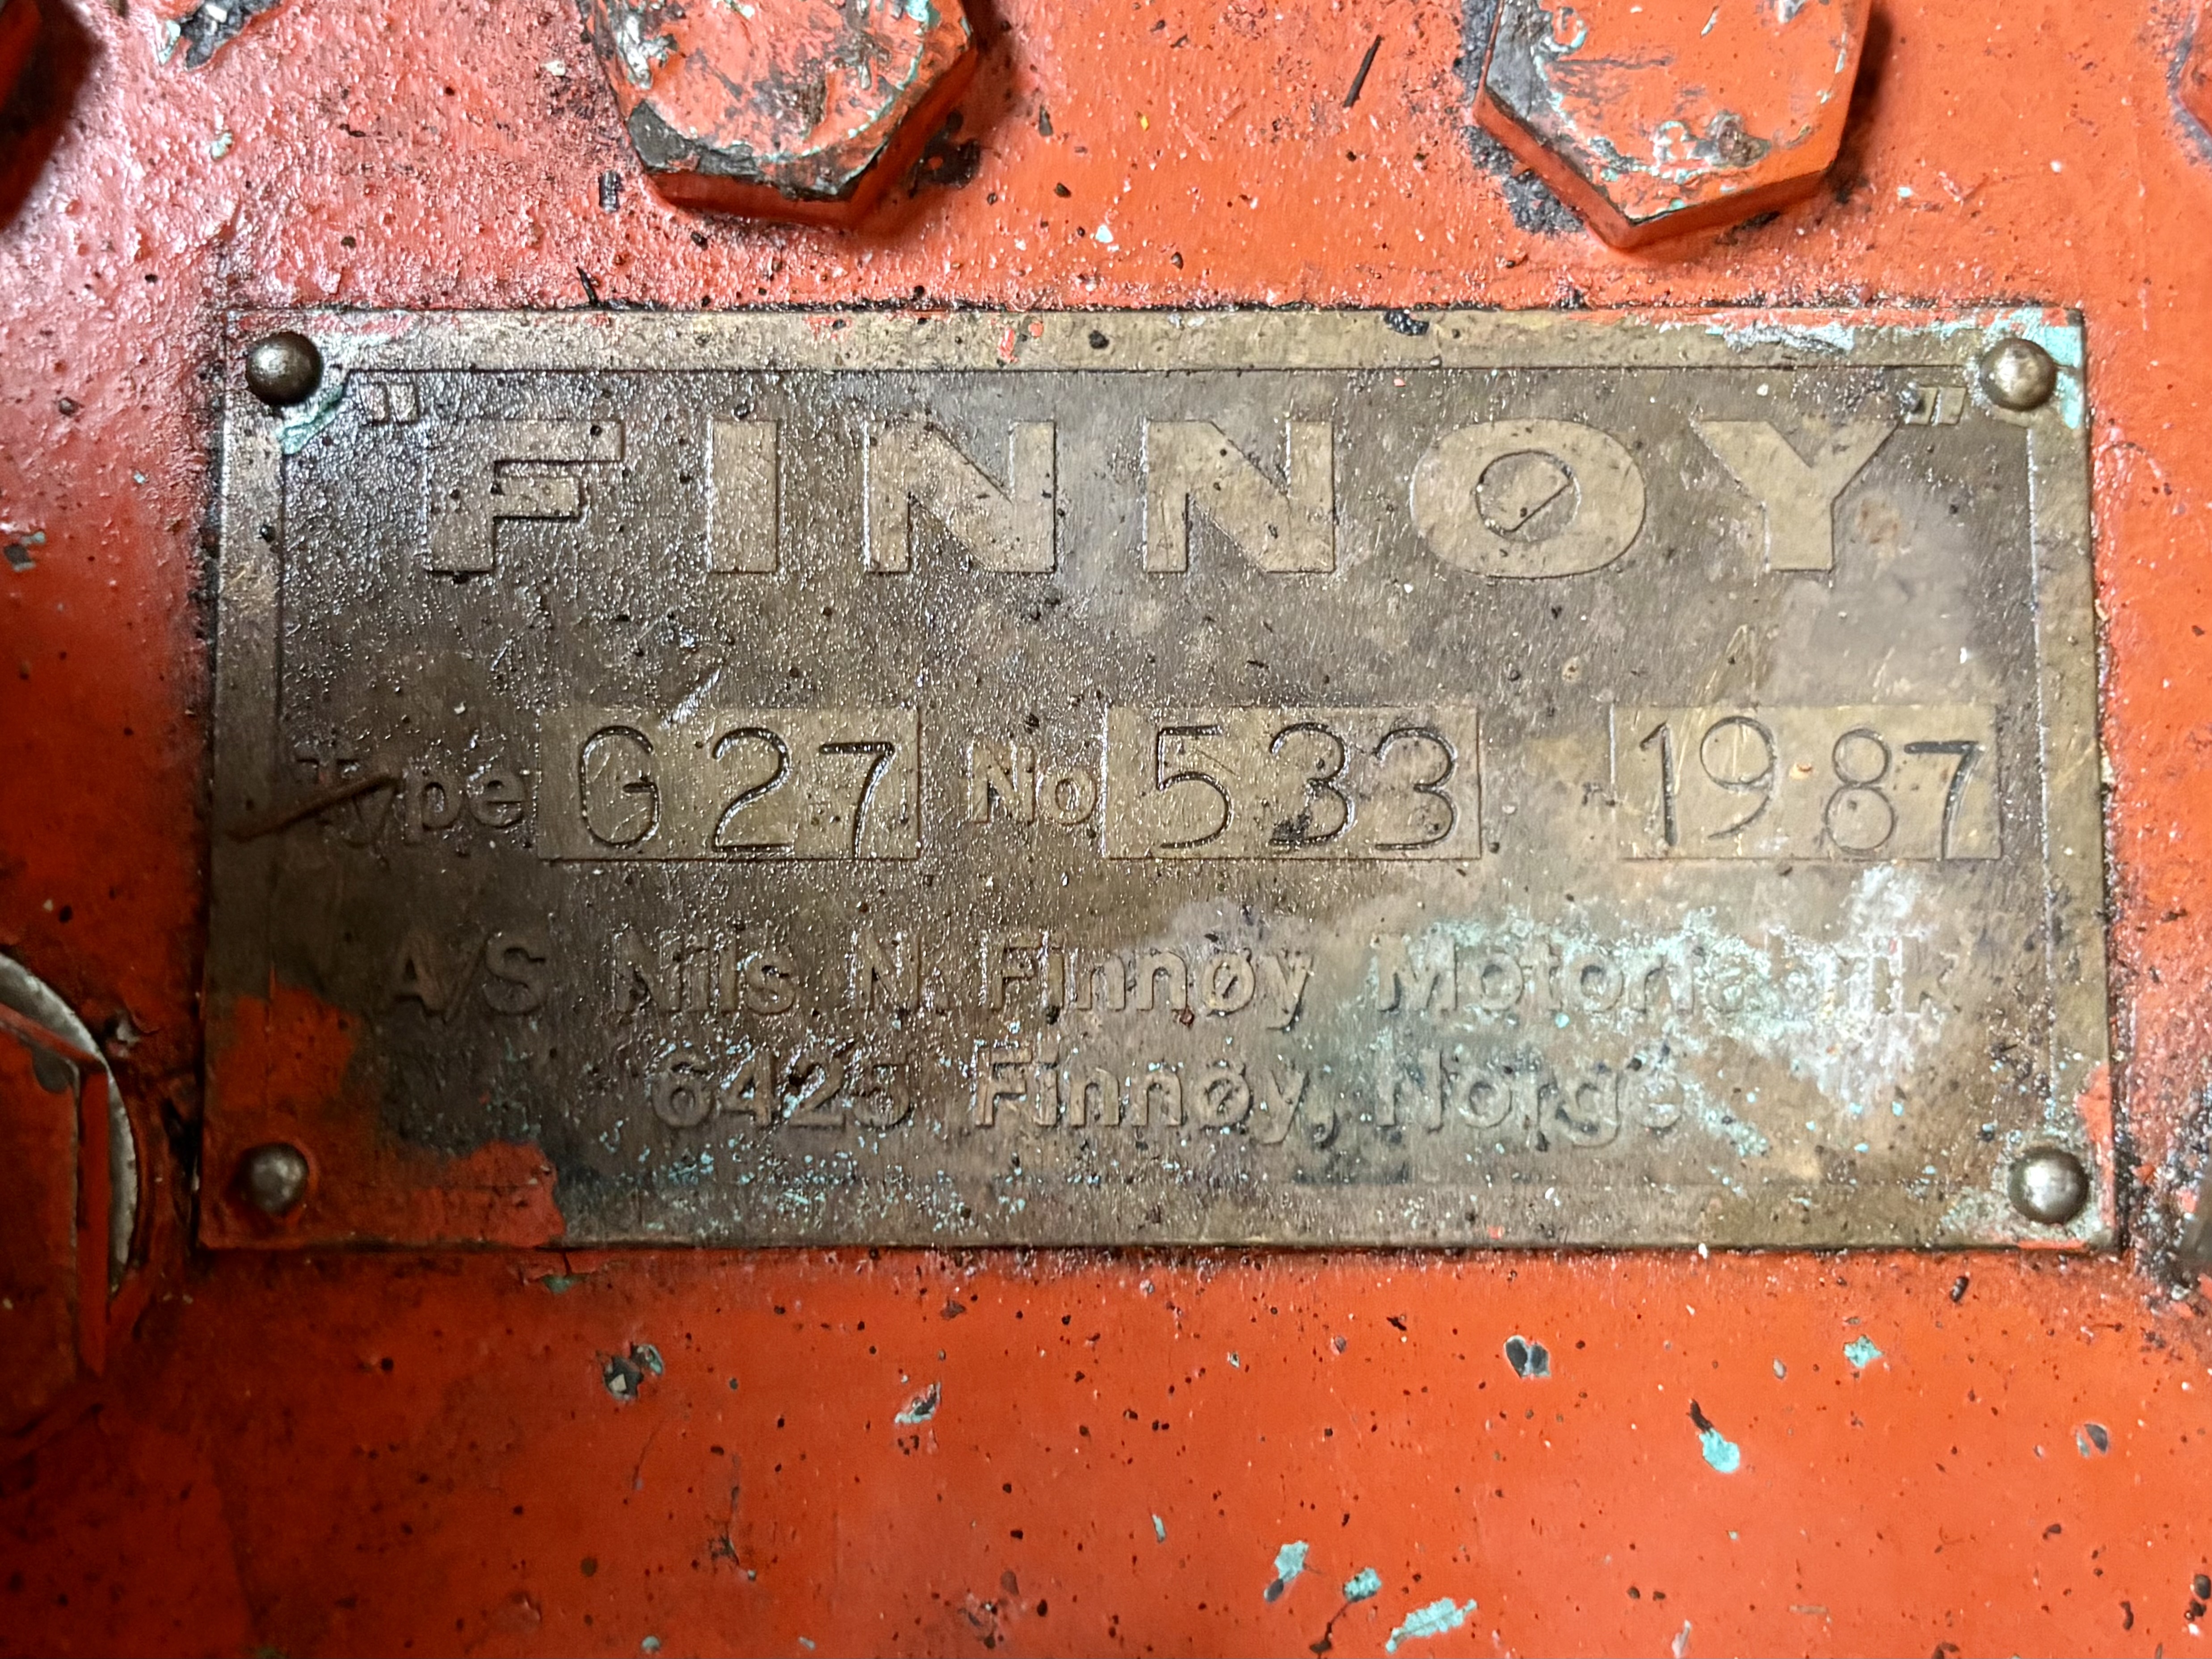 "FINNØY"
Type G27 No 533 1987
A/S Nils N. Finnøy Motorfabrik
6425 Finnøy, Norge